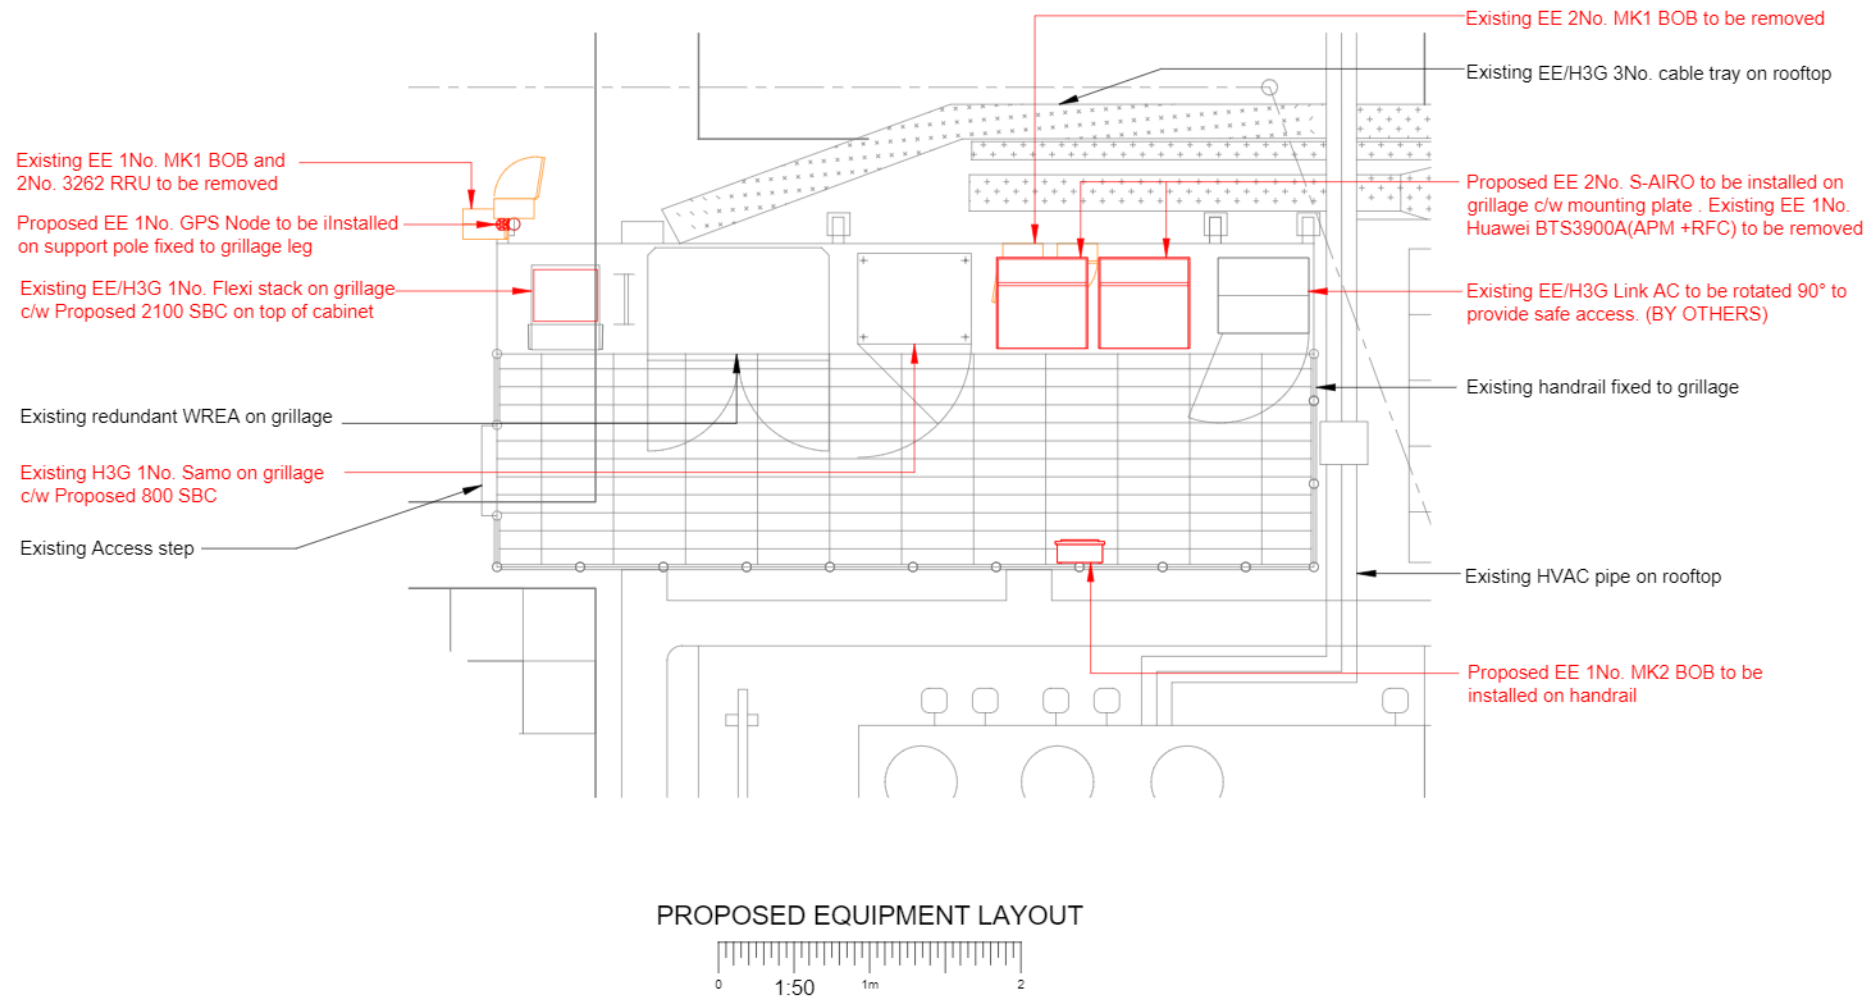 Existing EE 1No. MK1 BOB and
2No. 3262 RRU to be removed
Proposed EE 1No. GPS Node to be iInstalled
on support pole fixed to grillage leg
Existing EE/H3G 1No. Flexi stack on grillage
c/w Proposed 2100 SBC on top of cabinet
Existing redundant WREA on grillage
Existing H3G 1No. Samo on grillage
c/w Proposed 800 SBC
Existing Access step
Existing EE 2No. MK1 BOB to be removed
Existing EE/H3G 3No. cable tray on rooftop
Proposed EE 2No. S-AIRO to be installed on
grillage c/w mounting plate . Existing EE 1No.
Huawei BTS3900A(APM +RFC) to be removed
Existing EE/H3G Link AC to be rotated 90° to
provide safe access. (BY OTHERS)
Existing handrail fixed to grillage
Existing HVAC pipe on rooftop
Proposed EE 1No. MK2 BOB to be
installed on handrail
PROPOSED EQUIPMENT LAYOUT
0 1:50 1m 2